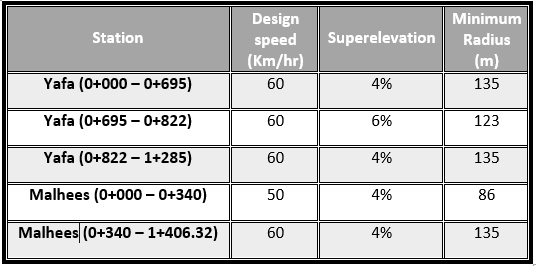 Station Design speed (Km/hr) Superelevation Minimum Radius (m)
Yafa (0+000 – 0+695) 60 4% 135
Yafa (0+695 – 0+822) 60 6% 123
Yafa (0+822 – 1+285) 60 4% 135
Malhees (0+000 – 0+340) 50 4% 86
Malhees (0+340 – 1+406.32) 60 4% 135